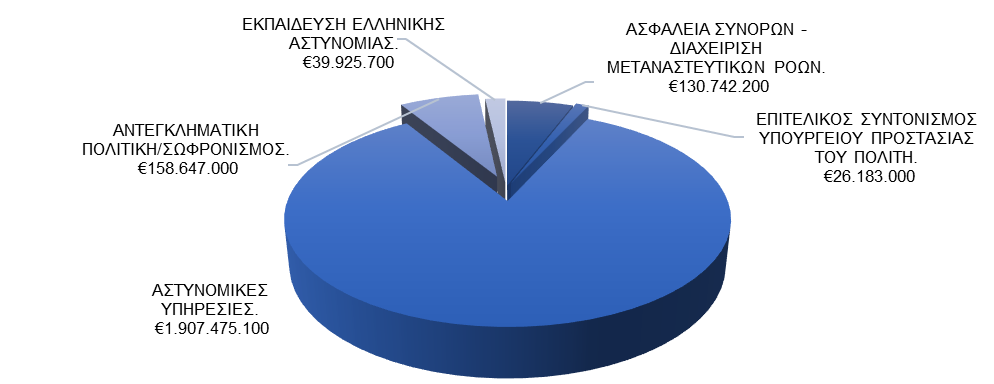 ΕΚΠΑΙΔΕΥΣΗ ΕΛΛΗΝΙΚΗΣ
ΑΣΤΥΝΟΜΙΑΣ.
€39.925.700
ΑΣΦΑΛΕΙΑ ΣΥΝΟΡΩΝ -
ΔΙΑΧΕΙΡΙΣΗ
ΜΕΤΑΝΑΣΤΕΥΤΙΚΩΝ ΡΟΩΝ.
€130.742.200
ΕΠΙΤΕΛΙΚΟΣ ΣΥΝΤΟΝΙΣΜΟΣ
ΥΠΟΥΡΓΕΙΟΥ ΠΡΟΣΤΑΣΙΑΣ
ΤΟΥ ΠΟΛΙΤΗ.
€26.183.000
ΑΝΤΕΓΚΛΗΜΑΤΙΚΗ
ΠΟΛΙΤΙΚΗ/ΣΩΦΡΟΝΙΣΜΟΣ.
€158.647.000
ΑΣΤΥΝΟΜΙΚΕΣ
ΥΠΗΡΕΣΙΕΣ.
€1.907.475.100